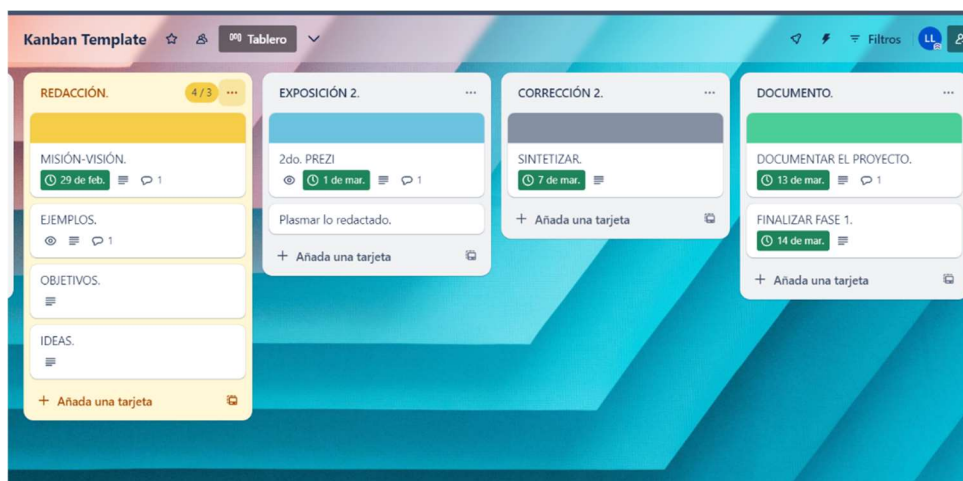 Kanban Template
Tablero
Filtros
LL
REDACCIÓN.
4/3
MISIÓN-VISIÓN.
29 de feb.
1
EJEMPLOS.
1
OBJETIVOS.
IDEAS.
+ Añada una tarjeta
EXPOSICIÓN 2.
2do. PREZI
1 de mar.
1
Plasmar lo redactado.
+ Añada una tarjeta
CORRECCIÓN 2.
SINTETIZAR.
7 de mar.
+ Añada una tarjeta
DOCUMENTO.
DOCUMENTAR EL PROYECTO.
13 de mar.
1
FINALIZAR FASE 1.
14 de mar.
+ Añada una tarjeta